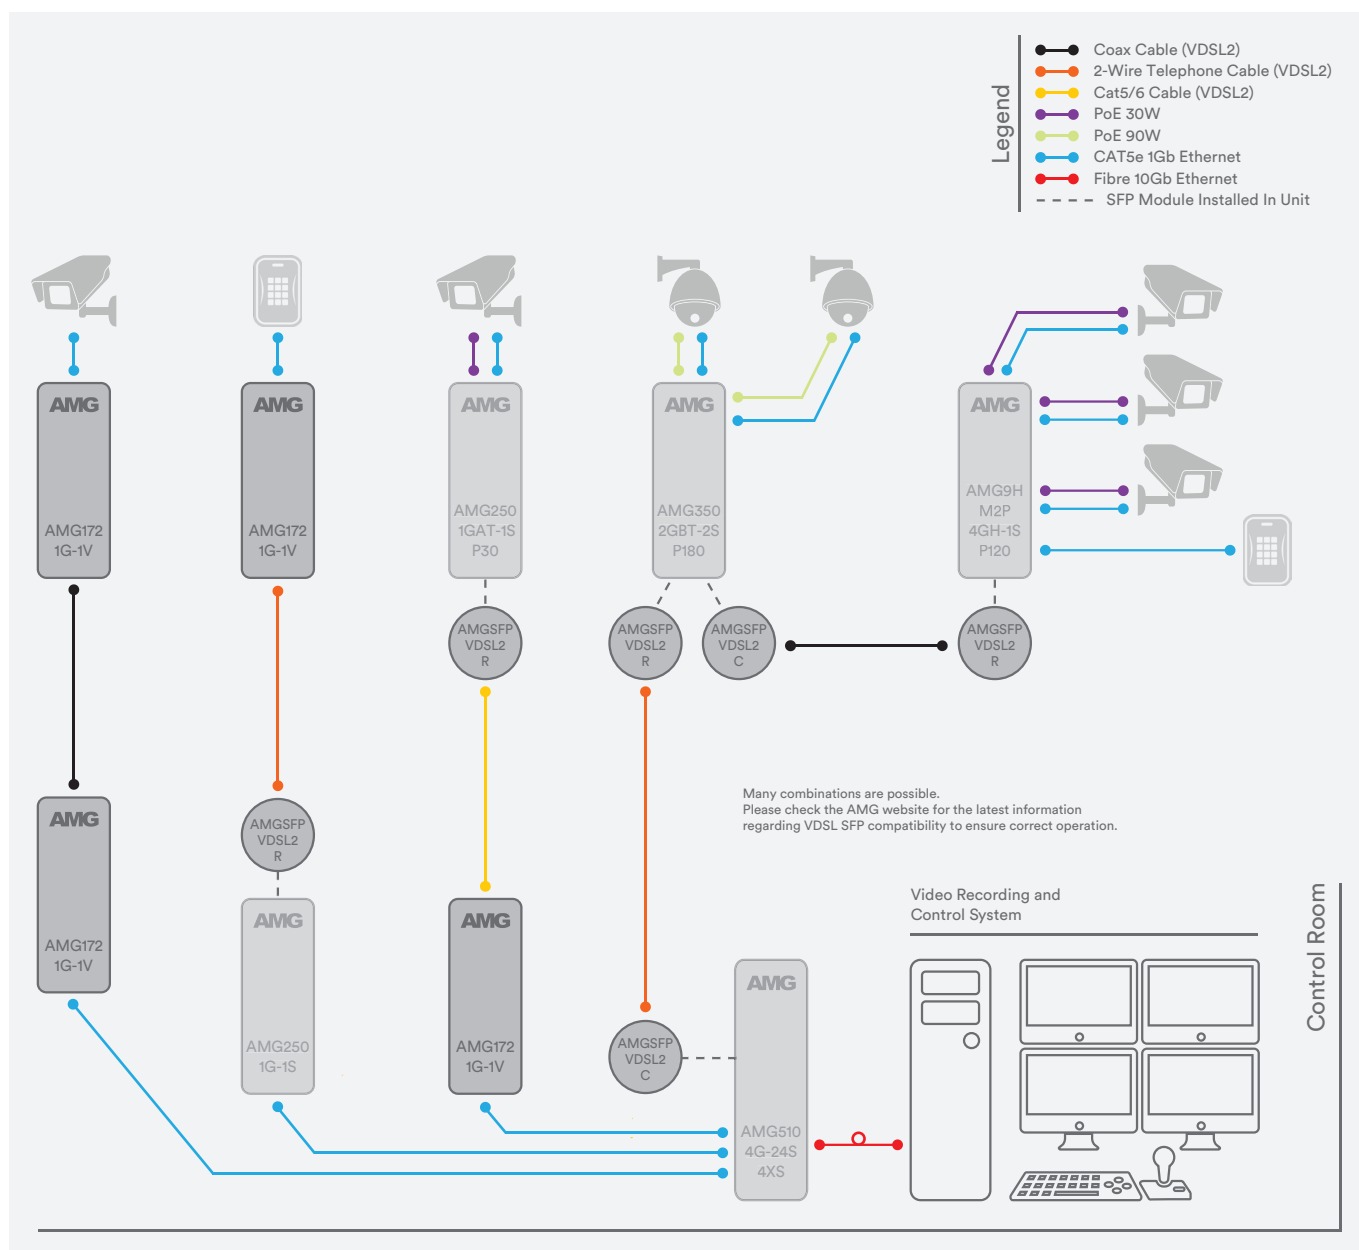 Legend
Coax Cable (VDSL2)
2-Wire Telephone Cable (VDSL2)
Cat5/6 Cable (VDSL2)
PoE 30W
PoE 90W
CAT5e 1Gb Ethernet
Fibre 10Gb Ethernet
SFP Module Installed In Unit
AMG
AMG172
1G-1V
AMG
AMG172
1G-1V
AMG
AMG250
1GAT-1S
P30
AMG
AMG350
2GBT-2S
P180
AMG
AMG9H
M2P
4GH-1S
P120
AMGSFP
VDSL2
R
AMGSFP
VDSL2
R
AMGSFP
VDSL2
C
AMGSFP
VDSL2
R
AMG
AMG172
1G-1V
AMGSFP
VDSL2
R
AMG
AMG250
1G-1S
AMG
AMG172
1G-1V
AMGSFP
VDSL2
C
AMG
AMG510
4G-24S
4XS
Many combinations are possible.
Please check the AMG website for the latest information
regarding VDSL SFP compatibility to ensure correct operation.
Video Recording and
Control System
Control Room